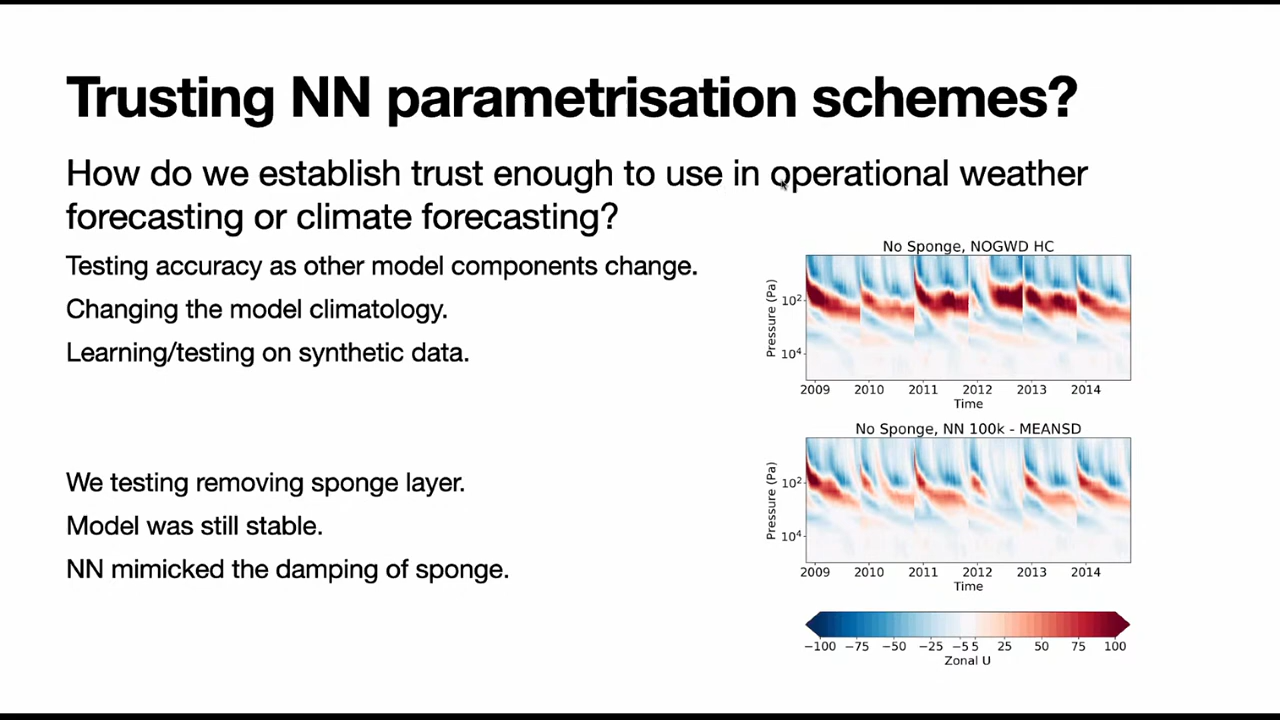 Trusting NN parametrisation schemes?
How do we establish trust enough to use in operational weather
forecasting or climate forecasting?
Testing accuracy as other model components change.
Changing the model climatology.
Learning/testing on synthetic data.
We testing removing sponge layer.
Model was still stable.
NN mimicked the damping of sponge.
No Sponge, NOGWD HC
Pressure (Pa)
10²
10⁴
2009 2010 2011 2012 2013 2014
Time
No Sponge, NN 100k - MEANSD
Pressure (Pa)
10²
10⁴
2009 2010 2011 2012 2013 2014
Time
−100 −75 −50 −25 −5 5 25 50 75 100
Zonal U